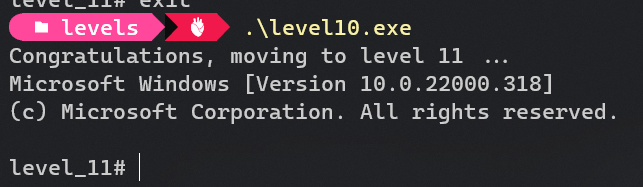 level_11# exit
levels .\level10.exe
Congratulations, moving to level 11 ...
Microsoft Windows [Version 10.0.22000.318]
(c) Microsoft Corporation. All rights reserved.
level_11#